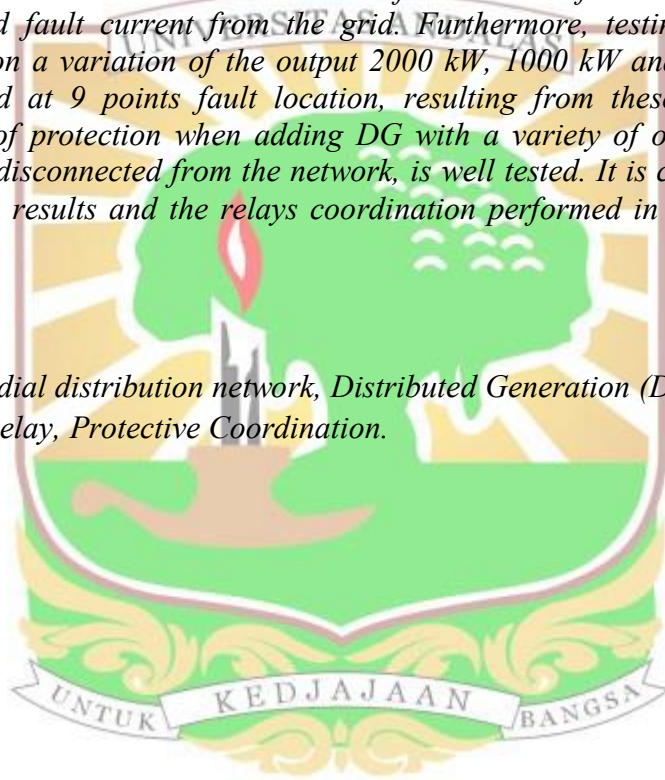 d fault current from the grid. Furthermore, testin
UNIVERSITAS ANDALAS
on a variation of the output 2000 kW, 1000 kW an
d at 9 points fault location, resulting from these
of protection when adding DG with a variety of o
disconnected from the network, is well tested. It is c
results and the relays coordination performed in
dial distribution network, Distributed Generation (D
elay, Protective Coordination.
UNTUK KEDJAJAAN BANGSA